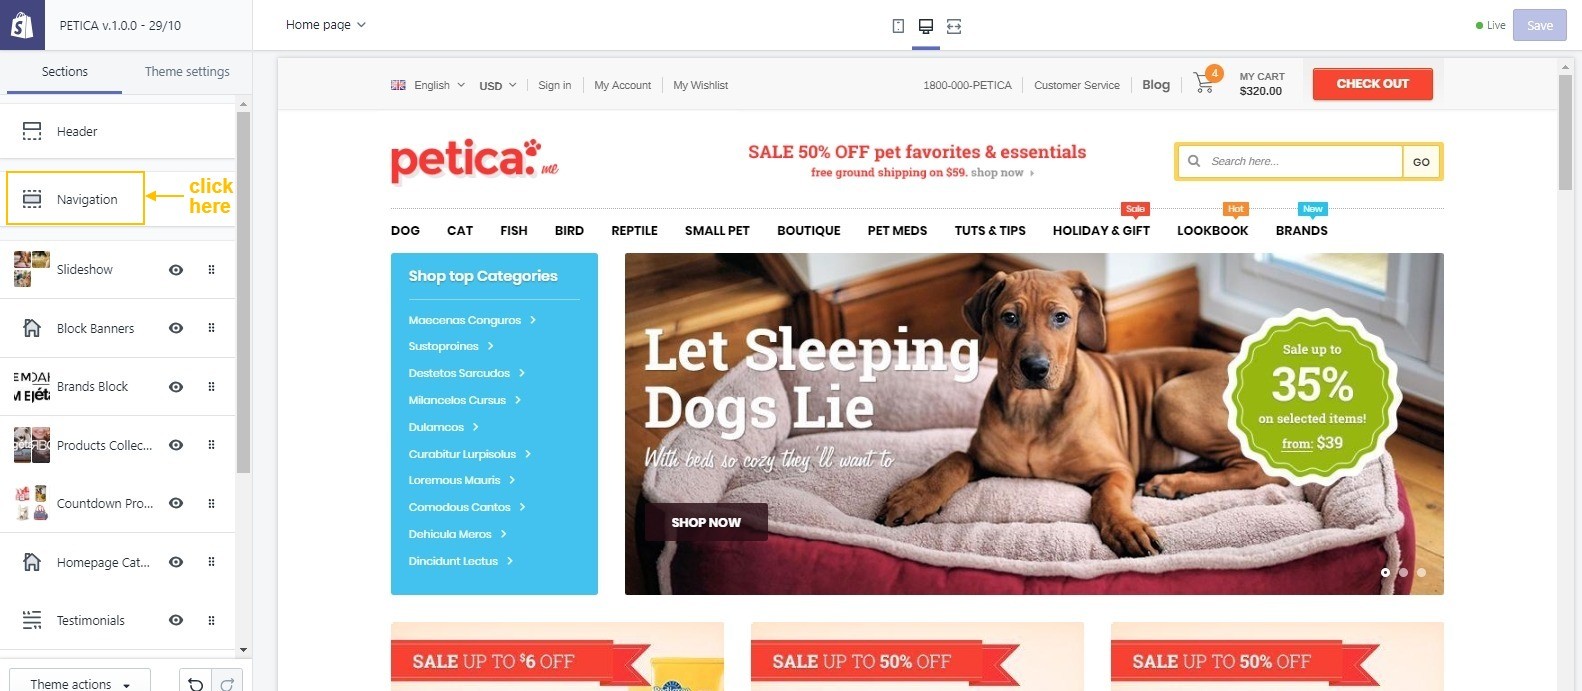 PETICA v.1.0.0 - 29/10
Home page
Live
Save
Sections
Theme settings
Header
Navigation
click
here
Slideshow
Block Banners
Brands Block
Products Collec...
Countdown Pro...
Homepage Cat...
Testimonials
Theme actions
English
USD
Sign in
My Account
My Wishlist
1800-000-PETICA
Customer Service
Blog
4
MY CART
$320.00
CHECK OUT
petica.me
SALE 50% OFF pet favorites & essentials
free ground shipping on $59. shop now
Search here...
GO
Sale
Hot
New
DOG
CAT
FISH
BIRD
REPTILE
SMALL PET
BOUTIQUE
PET MEDS
TUTS & TIPS
HOLIDAY & GIFT
LOOKBOOK
BRANDS
Shop top Categories
Maecenas Conguros
Sustoproines
Destetos Sarcudos
Milancelos Cursus
Dulamcos
Curabitur Lurpisolus
Loremous Mauris
Comodous Cantos
Dehicula Meros
Dincidunt Lectus
Let Sleeping
Dogs Lie
With beds so cozy they'll want to
SHOP NOW
Sale up to
35%
on selected items!
from: $39
SALE UP TO $6 OFF
SALE UP TO 50% OFF
SALE UP TO 50% OFF